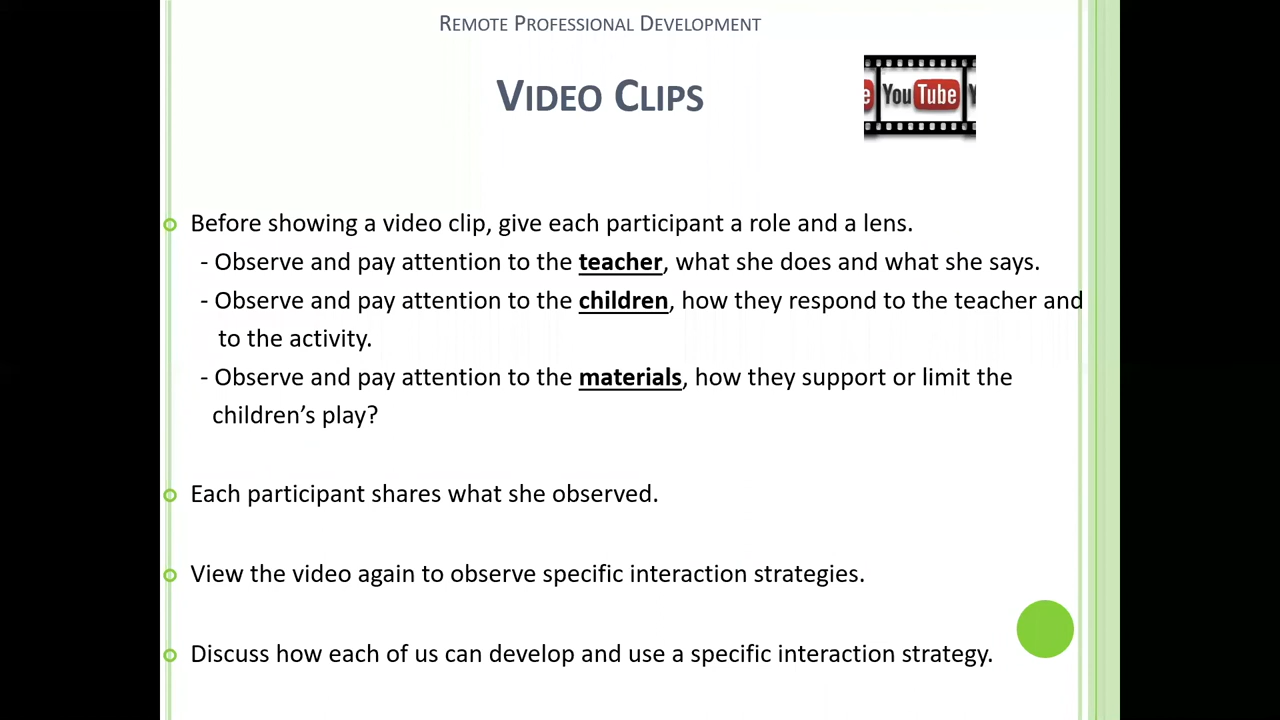 Remote Professional Development
Video Clips
e YouTube Y
Before showing a video clip, give each participant a role and a lens.
- Observe and pay attention to the teacher, what she does and what she says.
- Observe and pay attention to the children, how they respond to the teacher and
to the activity.
- Observe and pay attention to the materials, how they support or limit the
children’s play?
Each participant shares what she observed.
View the video again to observe specific interaction strategies.
Discuss how each of us can develop and use a specific interaction strategy.